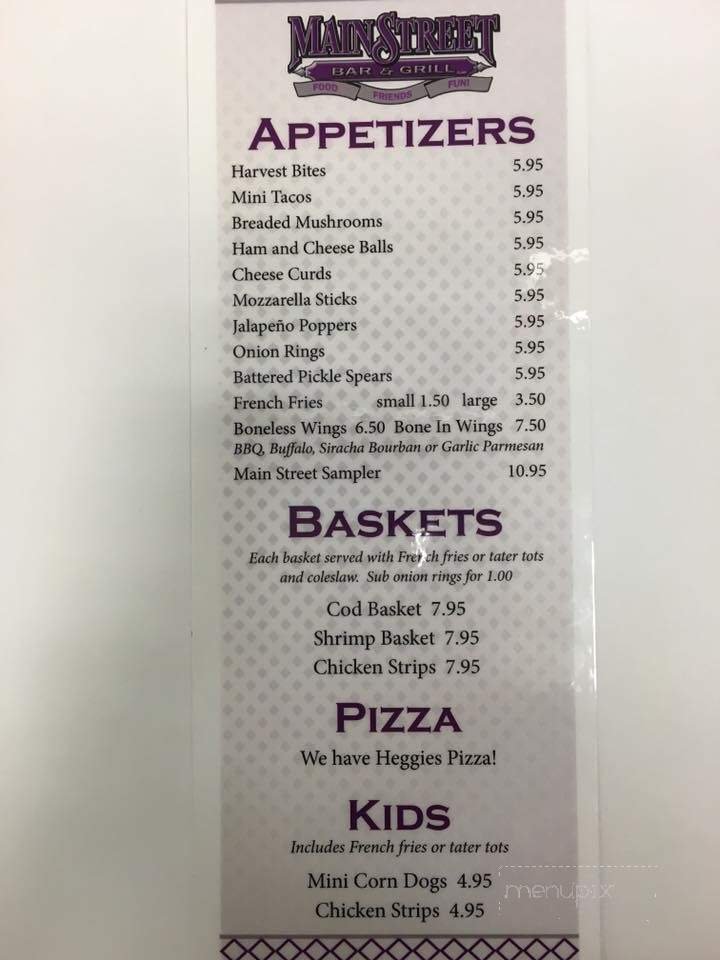 MAIN STREET
BAR & GRILL
FOOD FRIENDS FUN!
APPETIZERS
Harvest Bites 5.95
Mini Tacos 5.95
Breaded Mushrooms 5.95
Ham and Cheese Balls 5.95
Cheese Curds 5.95
Mozzarella Sticks 5.95
Jalapeño Poppers 5.95
Onion Rings 5.95
Battered Pickle Spears 5.95
French Fries small 1.50 large 3.50
Boneless Wings 6.50 Bone In Wings 7.50
BBQ, Buffalo, Siracha Bourban or Garlic Parmesan
Main Street Sampler 10.95
BASKETS
Each basket served with French fries or tater tots
and coleslaw. Sub onion rings for 1.00
Cod Basket 7.95
Shrimp Basket 7.95
Chicken Strips 7.95
PIZZA
We have Heggies Pizza!
KIDS
Includes French fries or tater tots
Mini Corn Dogs 4.95
Chicken Strips 4.95
menupix